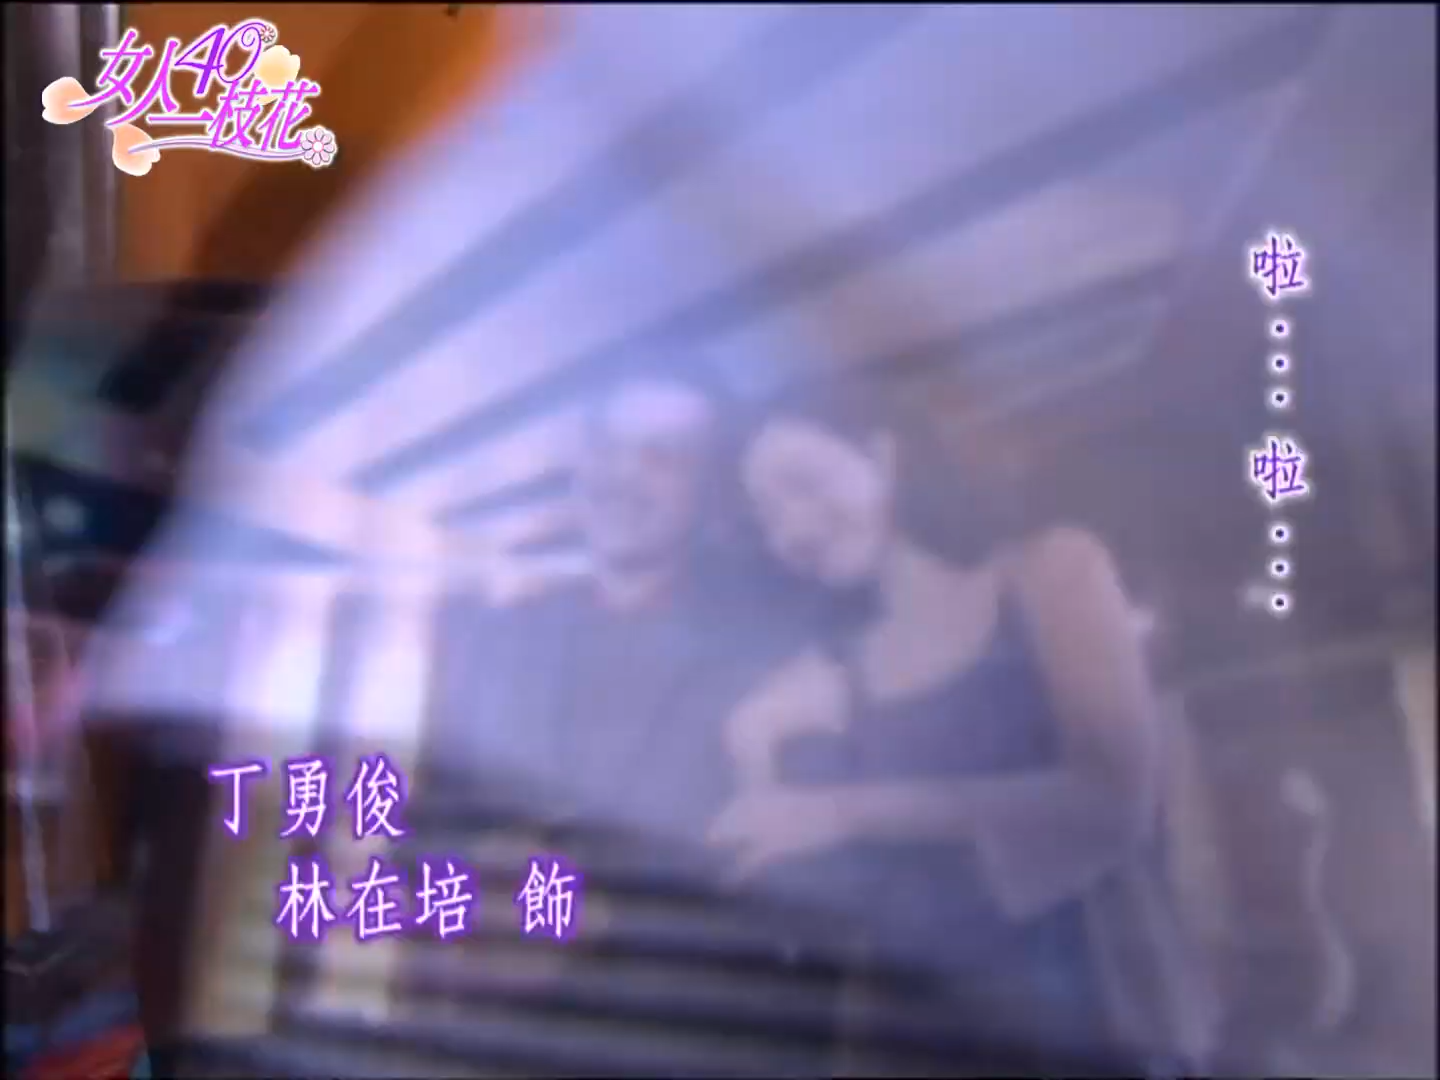 女人40
一枝花
啦・・・ 啦・・・
丁勇俊
林在培 飾